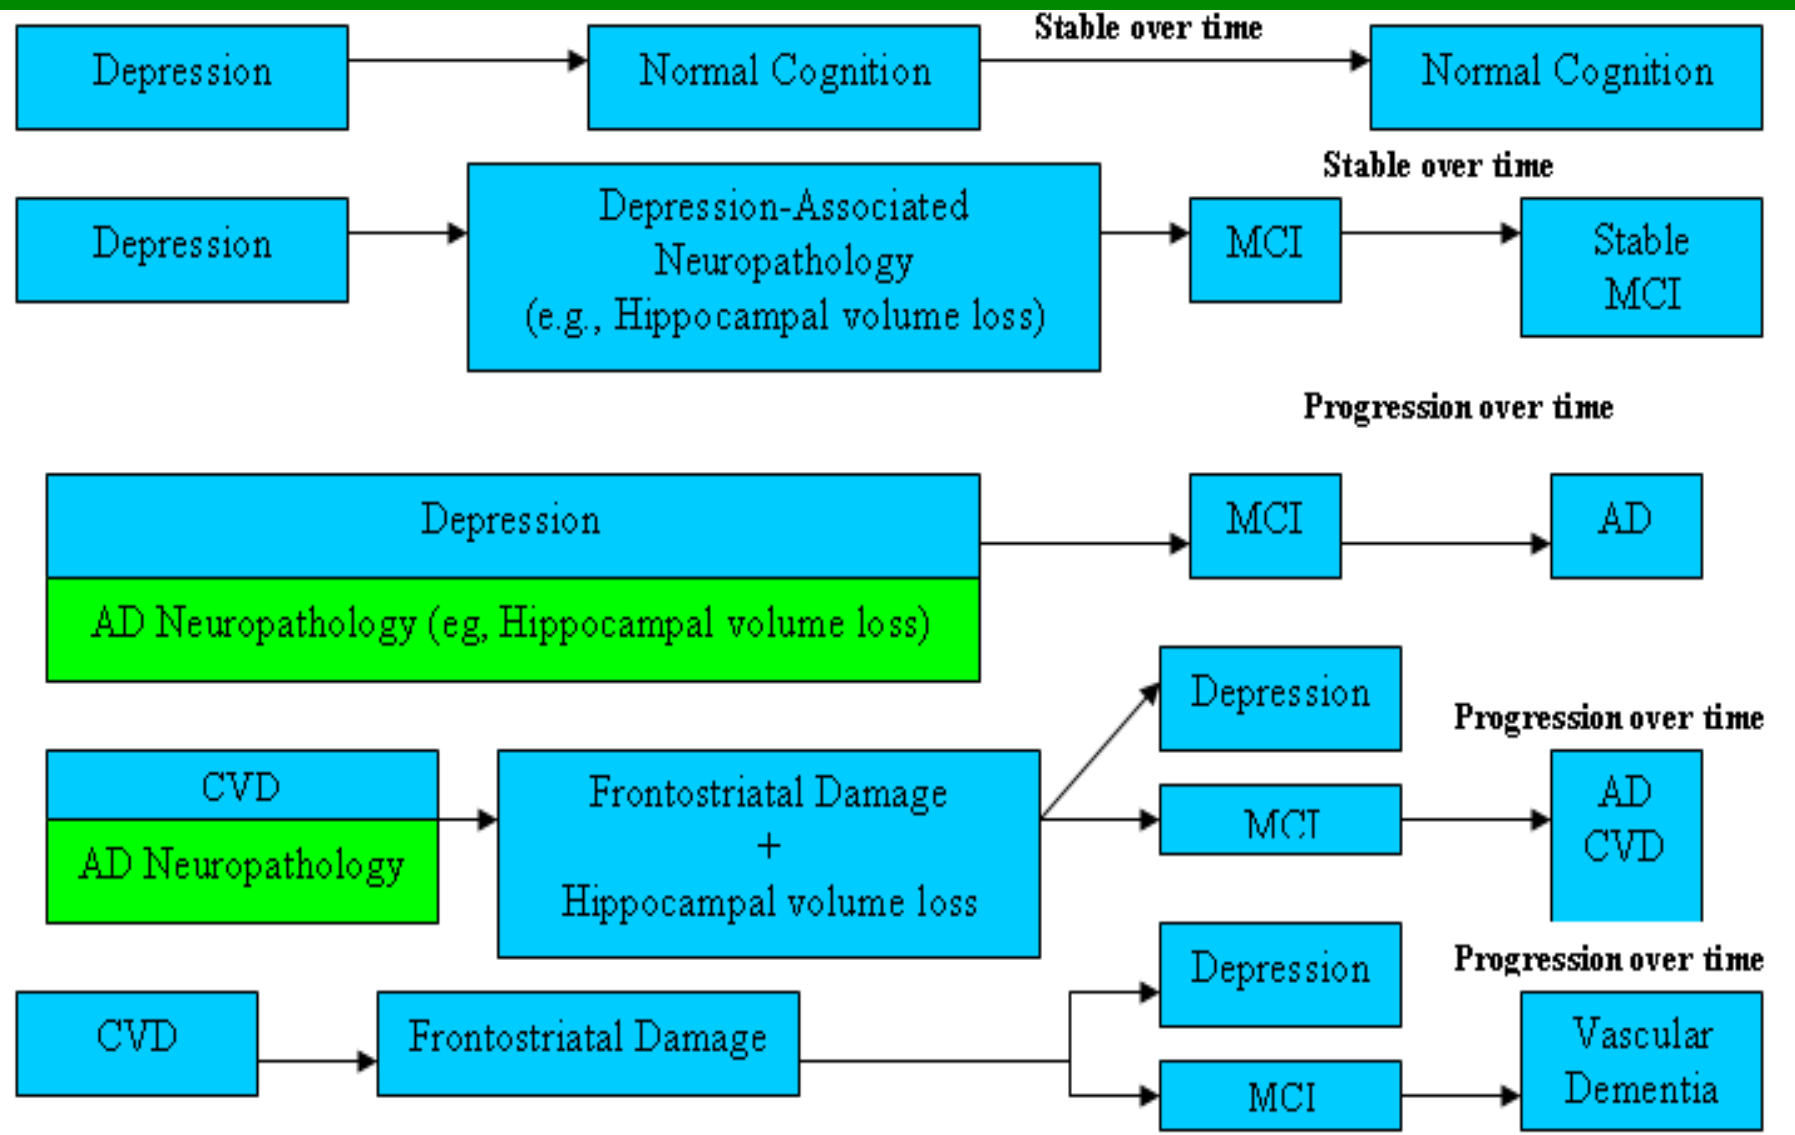 Stable over time
Depression
Normal Cognition
Normal Cognition
Stable over time
Depression
Depression-Associated
Neuropathology
(e.g., Hippocampal volume loss)
MCI
Stable
MCI
Progression over time
Depression
AD Neuropathology (eg, Hippocampal volume loss)
MCI
AD
CVD
AD Neuropathology
Frontostriatal Damage
+
Hippocampal volume loss
Depression
MCI
Progression over time
AD
CVD
CVD
Frontostriatal Damage
Depression
MCI
Progression over time
Vascular
Dementia